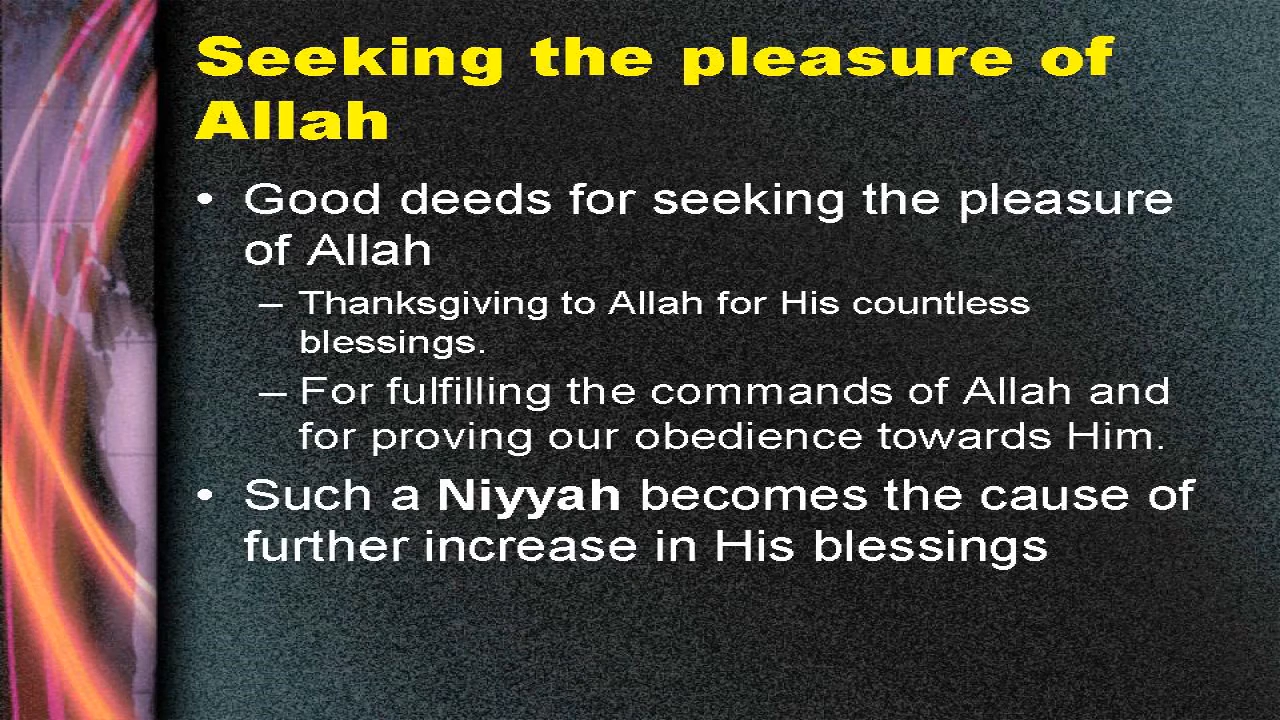 Seeking the pleasure of
Allah
• Good deeds for seeking the pleasure
of Allah
– Thanksgiving to Allah for His countless
blessings.
– For fulfilling the commands of Allah and
for proving our obedience towards Him.
• Such a Niyyah becomes the cause of
further increase in His blessings